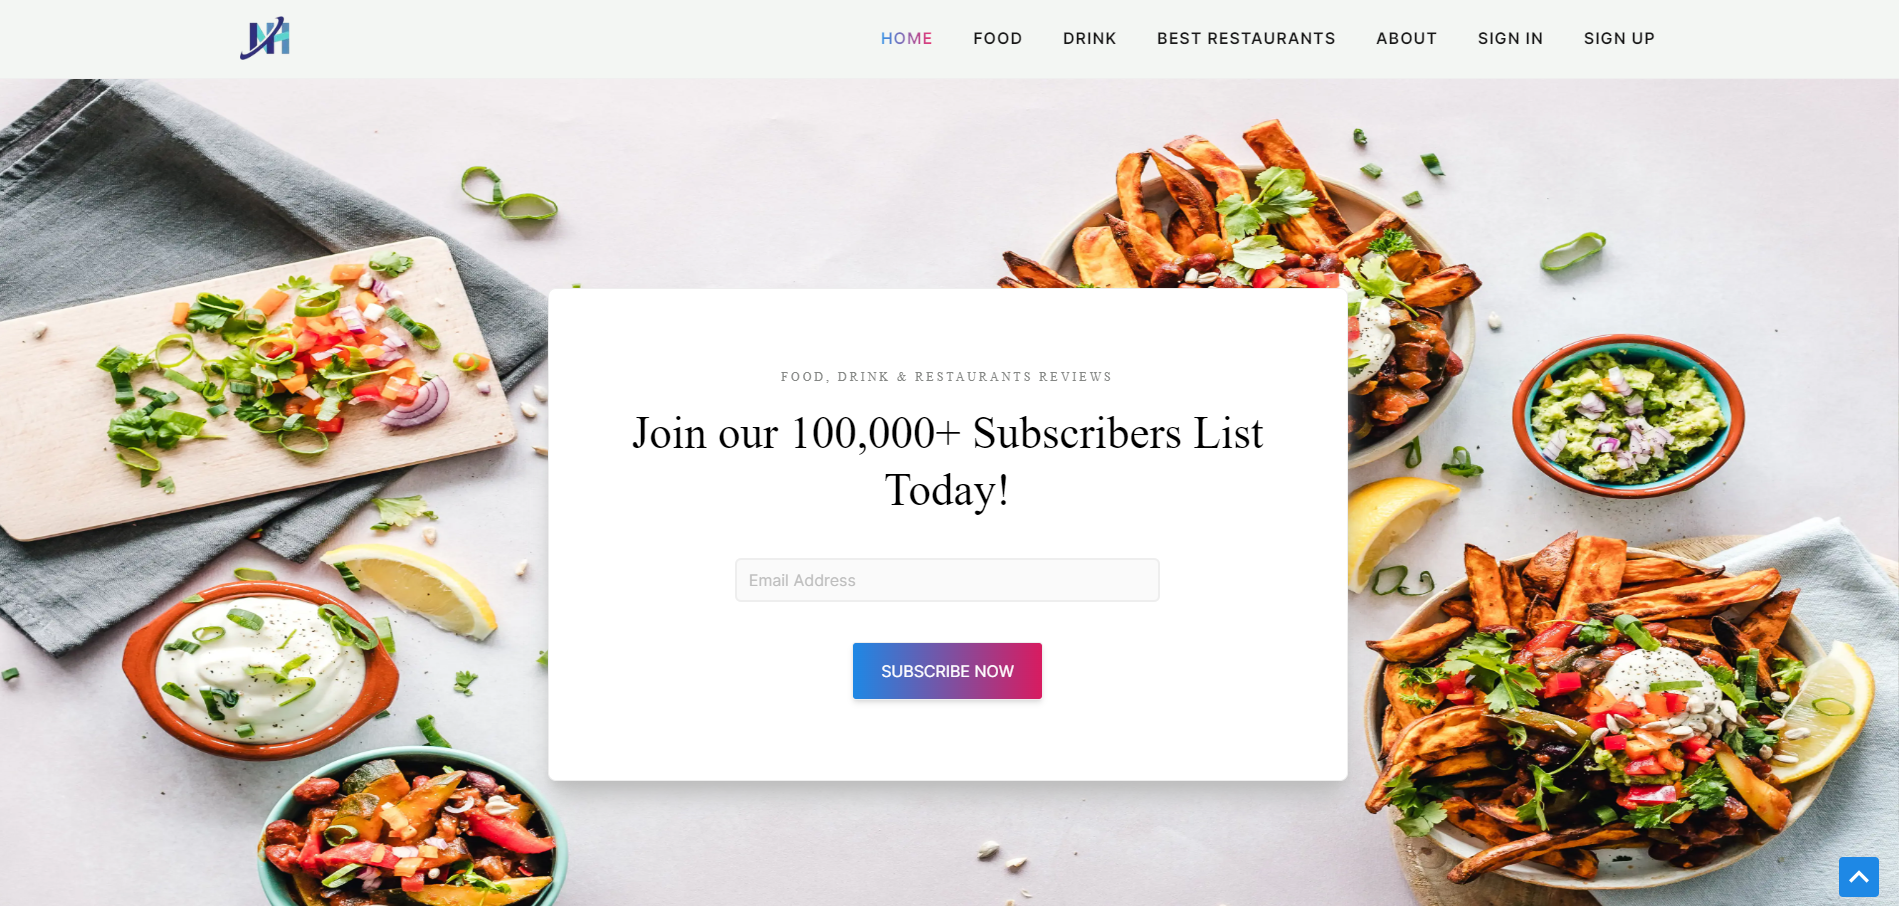 HOME FOOD DRINK BEST RESTAURANTS ABOUT SIGN IN SIGN UP
FOOD, DRINK & RESTAURANTS REVIEWS
Join our 100,000+ Subscribers List
Today!
Email Address
SUBSCRIBE NOW